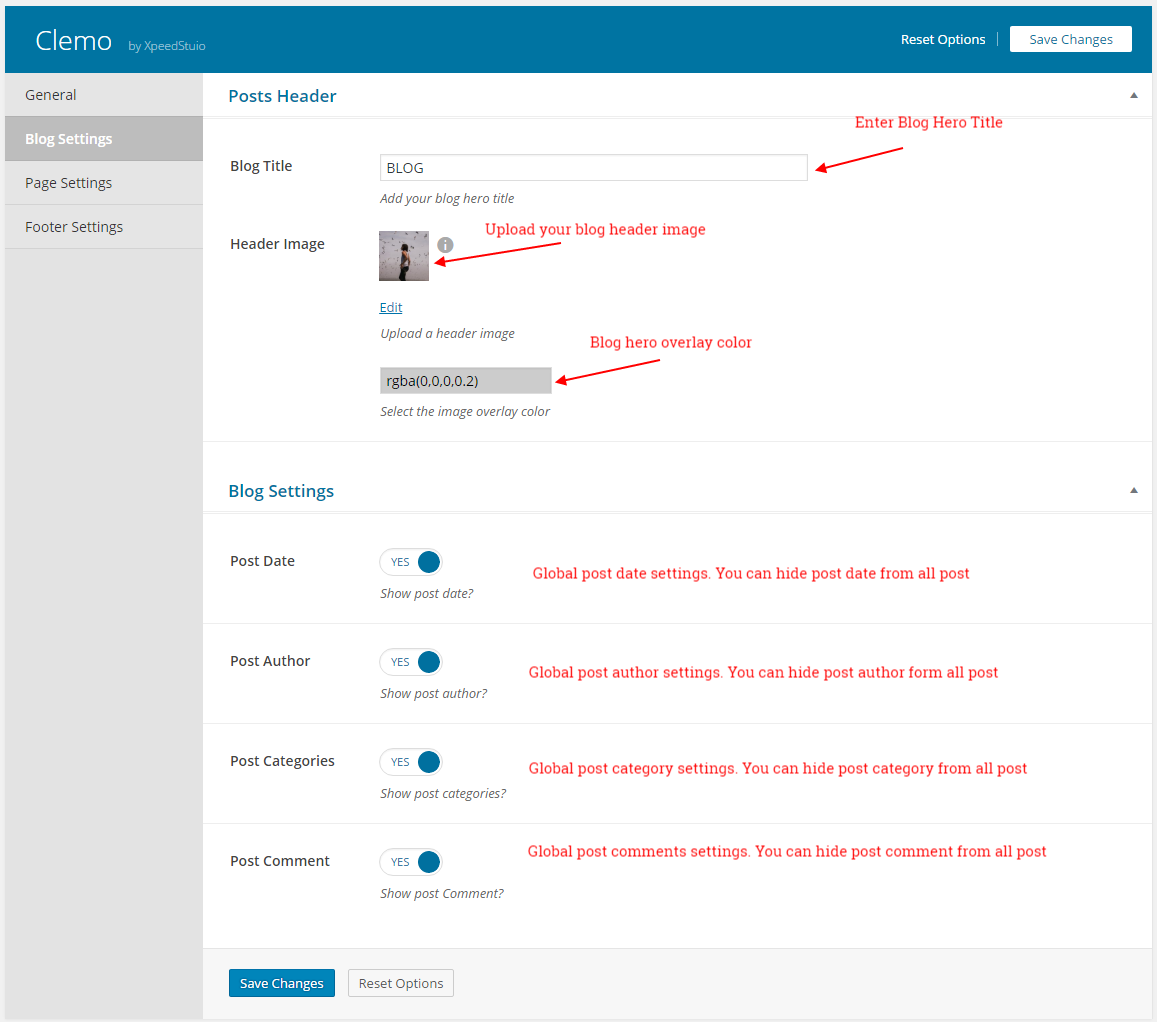 Clemo by XpeedStuio
Reset Options
Save Changes
General
Blog Settings
Page Settings
Footer Settings
Posts Header
Enter Blog Hero Title
Blog Title
BLOG
Add your blog hero title
Header Image
Upload your blog header image
Edit
Upload a header image
Blog hero overlay color
rgba(0,0,0,0.2)
Select the image overlay color
Blog Settings
Post Date
YES
Show post date?
Global post date settings. You can hide post date from all post
Post Author
YES
Show post author?
Global post author settings. You can hide post author form all post
Post Categories
YES
Show post categories?
Global post category settings. You can hide post category from all post
Post Comment
YES
Show post Comment?
Global post comments settings. You can hide post comment from all post
Save Changes
Reset Options